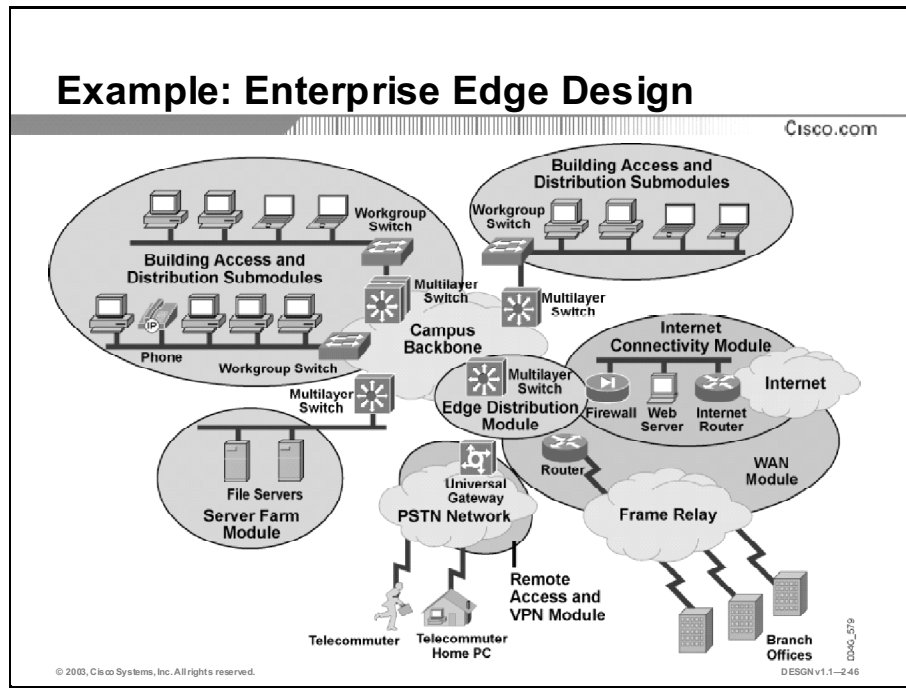 Example: Enterprise Edge Design
Cisco.com
Building Access and
Distribution Submodules
Workgroup
Switch
Building Access and
Distribution Submodules
Workgroup
Switch
Multilayer
Switch
Multilayer
Switch
IP
Phone
Workgroup Switch
Campus
Backbone
Internet
Connectivity Module
Multilayer
Switch
Multilayer
Switch
Edge Distribution
Module
Firewall
Web
Server
Internet
Router
Internet
File Servers
Server Farm
Module
Universal
Gateway
PSTN Network
Router
WAN
Module
Frame Relay
Remote
Access and
VPN Module
Telecommuter
Telecommuter
Home PC
Branch
Offices
© 2003, Cisco Systems, Inc. All rights reserved.
DESGN v1.1—2-46